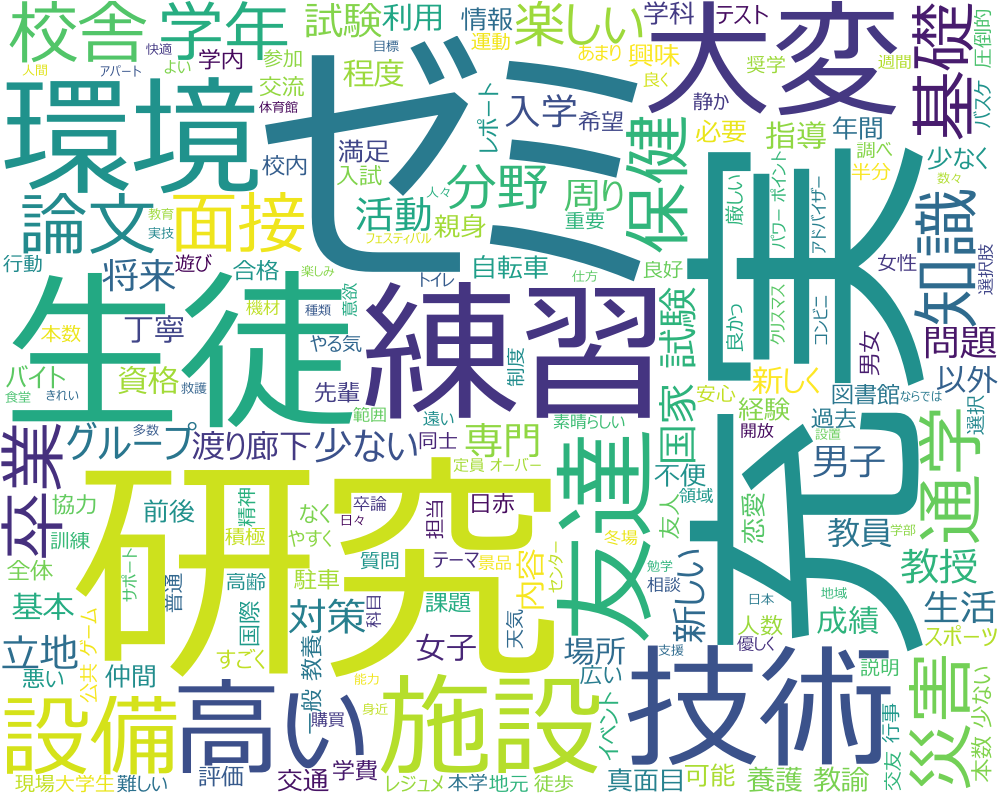 校舎
学年
試験
利用
情報
楽しい
学科
テスト
大変
基礎
圧倒的
快適
目標
運動
あまり
興味
良く
奨学
週間
バスケ
人間
アパート
よい
学内
参加
交流
程度
体育館
レポート
入学
希望
静か
必要
指導
年間
調べ
少なく
環境
ゼミ
校内
満足
入試
分野
周り
保健
半分
数々
論文
面接
活動
親身
人々
重要
厳しい
パワー ポイント
アドバイザー
知識
教育
実技
フェスティバル
行動
将来
遊び
合格
楽しみ
トイレ
自転車
仕方
良好
女性
選択肢
充実
生徒
練習
機材
種類
意欲
試験
良かっ
クリスマス
コンビニ
男女
問題
本数
丁寧
やる気
バイト
きれい
資格
救護
先輩
制度
安心
新しく
以外
食堂
範囲
遠い
素晴らしい
国家
経験
図書館
ならでは
過去
選択
卒業
多数
グループ
渡り廊下
少ない
同士
専門
友達
開放
設置
男子
通学
研究
定員 オーバー
不便
領域
協力
前後
精神
卒論
日々
担当
日赤
友人
恋愛
教員
学部
訓練
積極
なく
やすく
冬場
全体
サポート
普通
高齢
質問
テーマ
景品
内容
センター
勉学
相談
日本
地域
教授
基本
国際
駐車
課題
科目
新しい
人数
成績
生活
立地
すごく
対策
教養
女子
天気
場所
優しく
スポーツ
悪い
公共
ゲーム
仲間
一般
能力
広い
支援
説明
災害
設備
高い
購買
身近
施設
イベント
技術
交友
行事
本数 少ない
現場
大学生
難しい
評価
交通
学費
レジュメ
本学
地元
徒歩
真面目
可能
養護 教諭